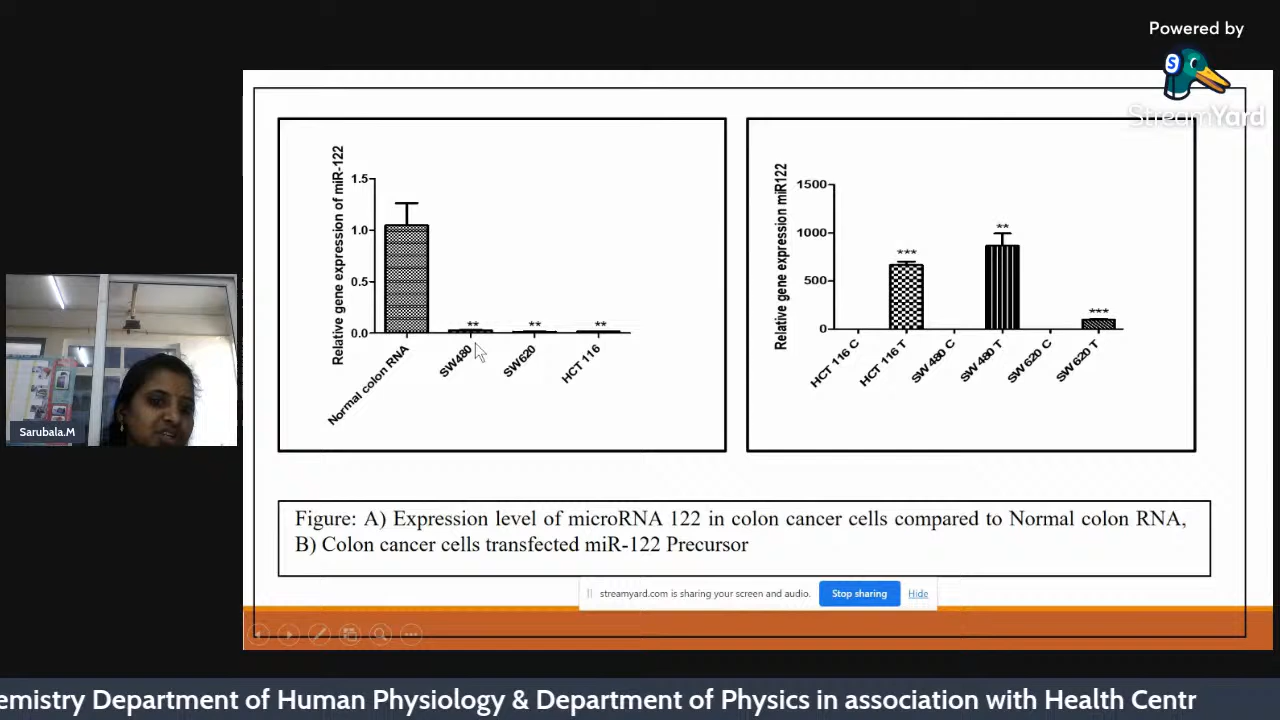 Powered by
StreamYard
Relative gene expression of miR-122
1.5
1.0
0.5
0.0
**
**
**
Normal colon RNA
SW480
SW620
HCT 116
Relative gene expression miR122
1500
1000
500
0
***
**
***
HCT 116 C
HCT 116 T
SW 480 C
SW 480 T
SW 620 C
SW 620 T
Sarubala.M
Figure: A) Expression level of microRNA 122 in colon cancer cells compared to Normal colon RNA,
B) Colon cancer cells transfected miR-122 Precursor
streamyard.com is sharing your screen and audio.
Stop sharing
Hide
emistry Department of Human Physiology & Department of Physics in association with Health Centr